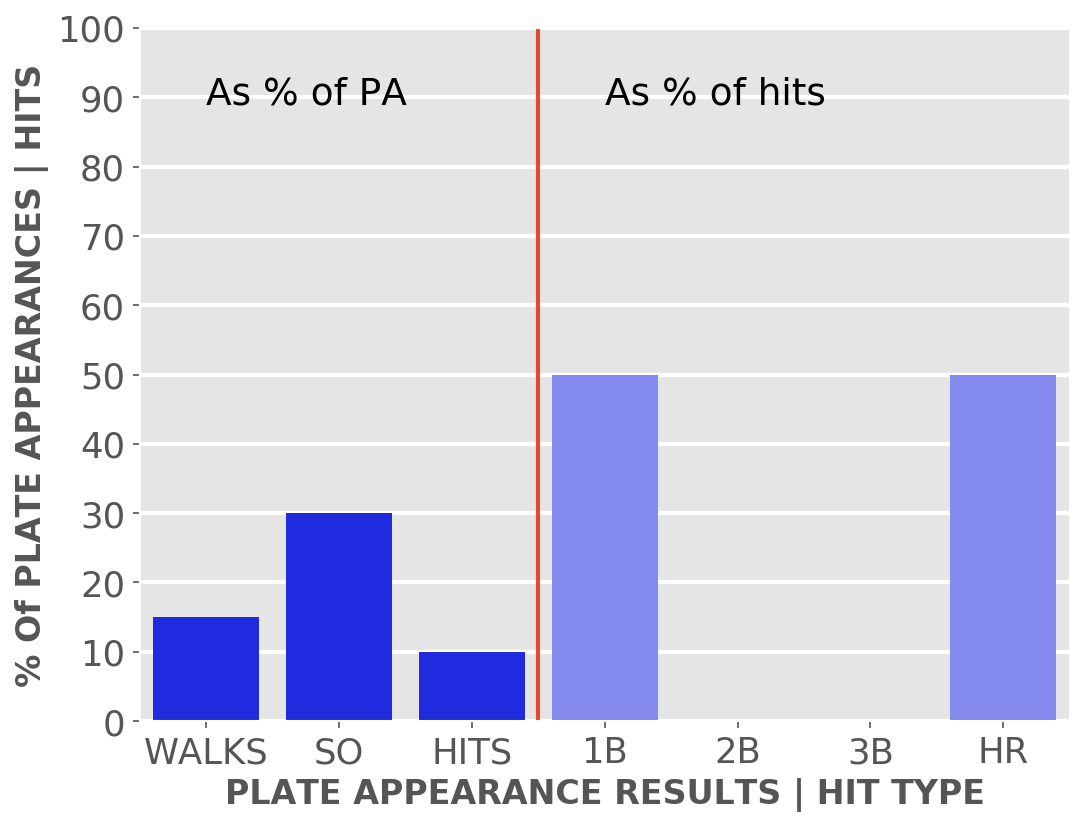 % Of PLATE APPEARANCES | HITS
100
90
80
70
60
50
40
30
20
10
0
As % of PA
As % of hits
WALKS SO HITS 1B 2B 3B HR
PLATE APPEARANCE RESULTS | HIT TYPE